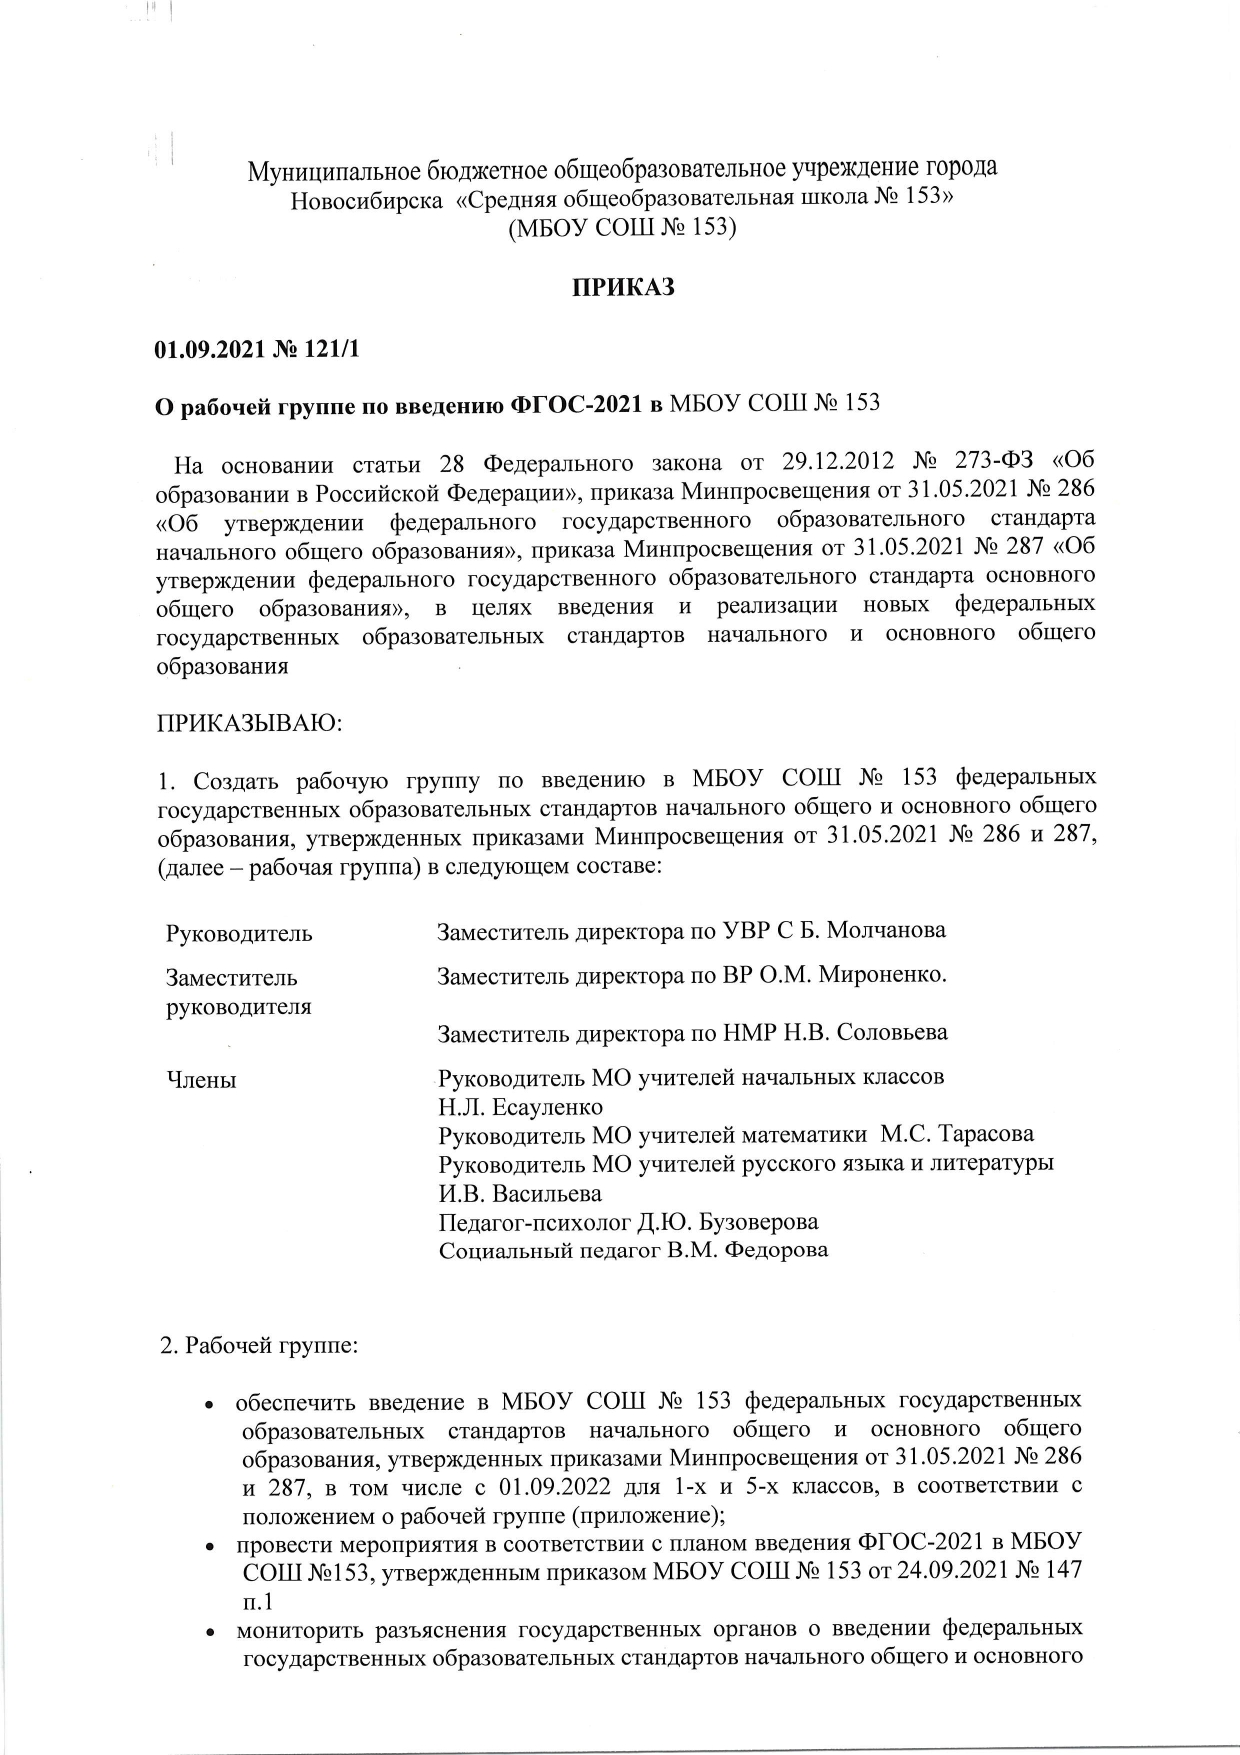 Муниципальное бюджетное общеобразовательное учреждение города
Новосибирска «Средняя общеобразовательная школа № 153»
(МБОУ СОШ № 153)
ПРИКАЗ
01.09.2021 № 121/1
О рабочей группе по введению ФГОС-2021 в МБОУ СОШ № 153
На основании статьи 28 Федерального закона от 29.12.2012 № 273-ФЗ «Об
образовании в Российской Федерации», приказа Минпросвещения от 31.05.2021 № 286
«Об утверждении федерального государственного образовательного стандарта
начального общего образования», приказа Минпросвещения от 31.05.2021 № 287 «Об
утверждении федерального государственного образовательного стандарта основного
общего образования», в целях введения и реализации новых федеральных
государственных образовательных стандартов начального и основного общего
образования
ПРИКАЗЫВАЮ:
1. Создать рабочую группу по введению в МБОУ СОШ № 153 федеральных
государственных образовательных стандартов начального общего и основного общего
образования, утвержденных приказами Минпросвещения от 31.05.2021 № 286 и 287,
(далее – рабочая группа) в следующем составе:
Руководитель Заместитель директора по УВР С Б. Молчанова
Заместитель Заместитель директора по ВР О.М. Мироненко.
руководителя
Заместитель директора по НМР Н.В. Соловьева
Члены Руководитель МО учителей начальных классов
Н.Л. Есауленко
Руководитель МО учителей математики М.С. Тарасова
Руководитель МО учителей русского языка и литературы
И.В. Васильева
Педагог-психолог Д.Ю. Бузоверова
Социальный педагог В.М. Федорова
2. Рабочей группе:
• обеспечить введение в МБОУ СОШ № 153 федеральных государственных
образовательных стандартов начального общего и основного общего
образования, утвержденных приказами Минпросвещения от 31.05.2021 № 286
и 287, в том числе с 01.09.2022 для 1-х и 5-х классов, в соответствии с
положением о рабочей группе (приложение);
• провести мероприятия в соответствии с планом введения ФГОС-2021 в МБОУ
СОШ №153, утвержденным приказом МБОУ СОШ № 153 от 24.09.2021 № 147
п.1
• мониторить разъяснения государственных органов о введении федеральных
государственных образовательных стандартов начального общего и основного